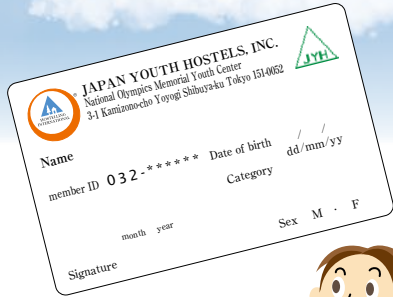 JAPAN YOUTH HOSTELS, INC.
National Olympics Memorial Youth Center
3-1 Kamizono-cho Yoyogi Shibuya-ku Tokyo 151-0052
JYH
HOSTELLING
INTERNATIONAL
®
Name
member ID 032-******
Date of birth / /
dd/mm/yy
Category
month year
Sex M · F
Signature